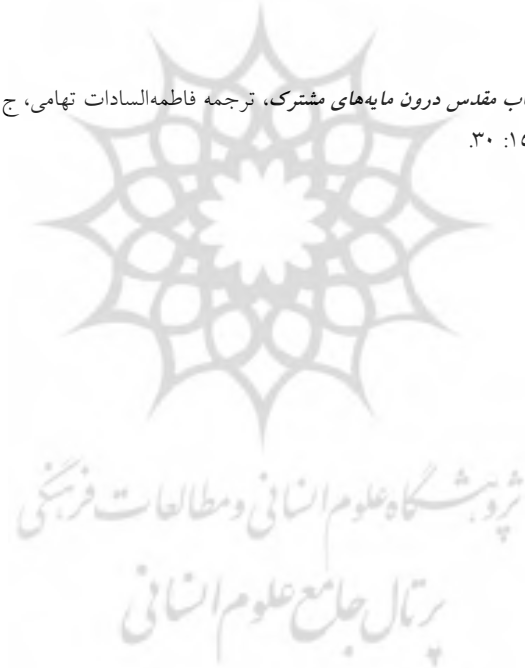 اب مقدس درون مایه‌های مشترک، ترجمه فاطمه‌السادات تهامی، ج
۱۵: ۳۰.
پژوهشگاه علوم انسانی و مطالعات فرهنگی
پرتال جامع علوم انسانی